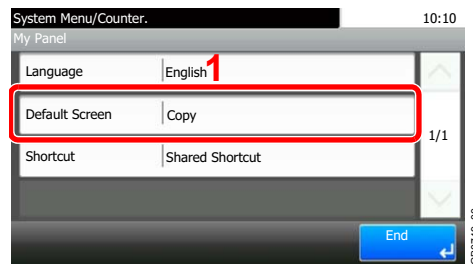 System Menu/Counter. 10:10
My Panel
Language English 1
Default Screen Copy
1/1
Shortcut Shared Shortcut
End